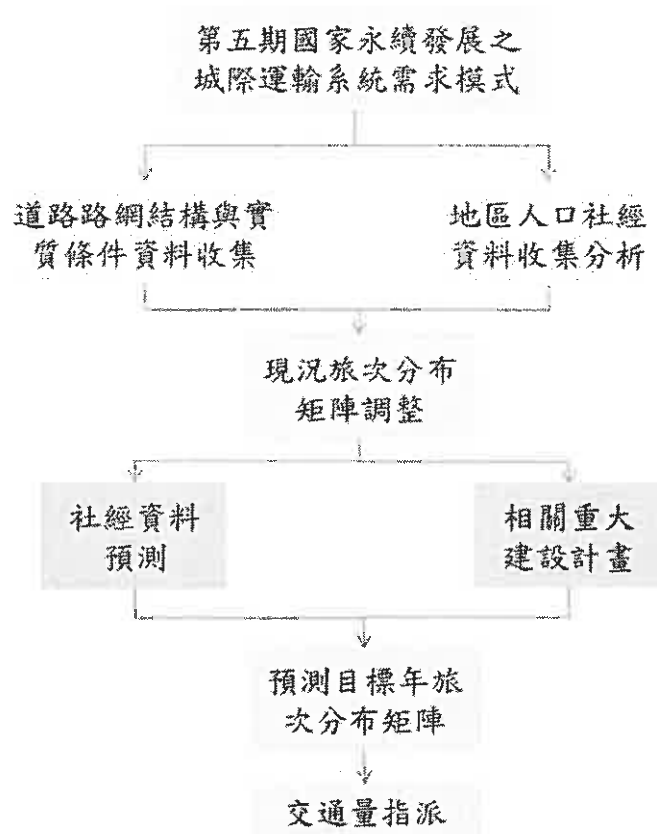 第五期國家永續發展之
城際運輸系統需求模式
道路路網結構與實
質條件資料收集
地區人口社經
資料收集分析
現況旅次分布
矩陣調整
社經資料
預測
相關重大
建設計畫
預測目標年旅
次分布矩陣
交通量指派